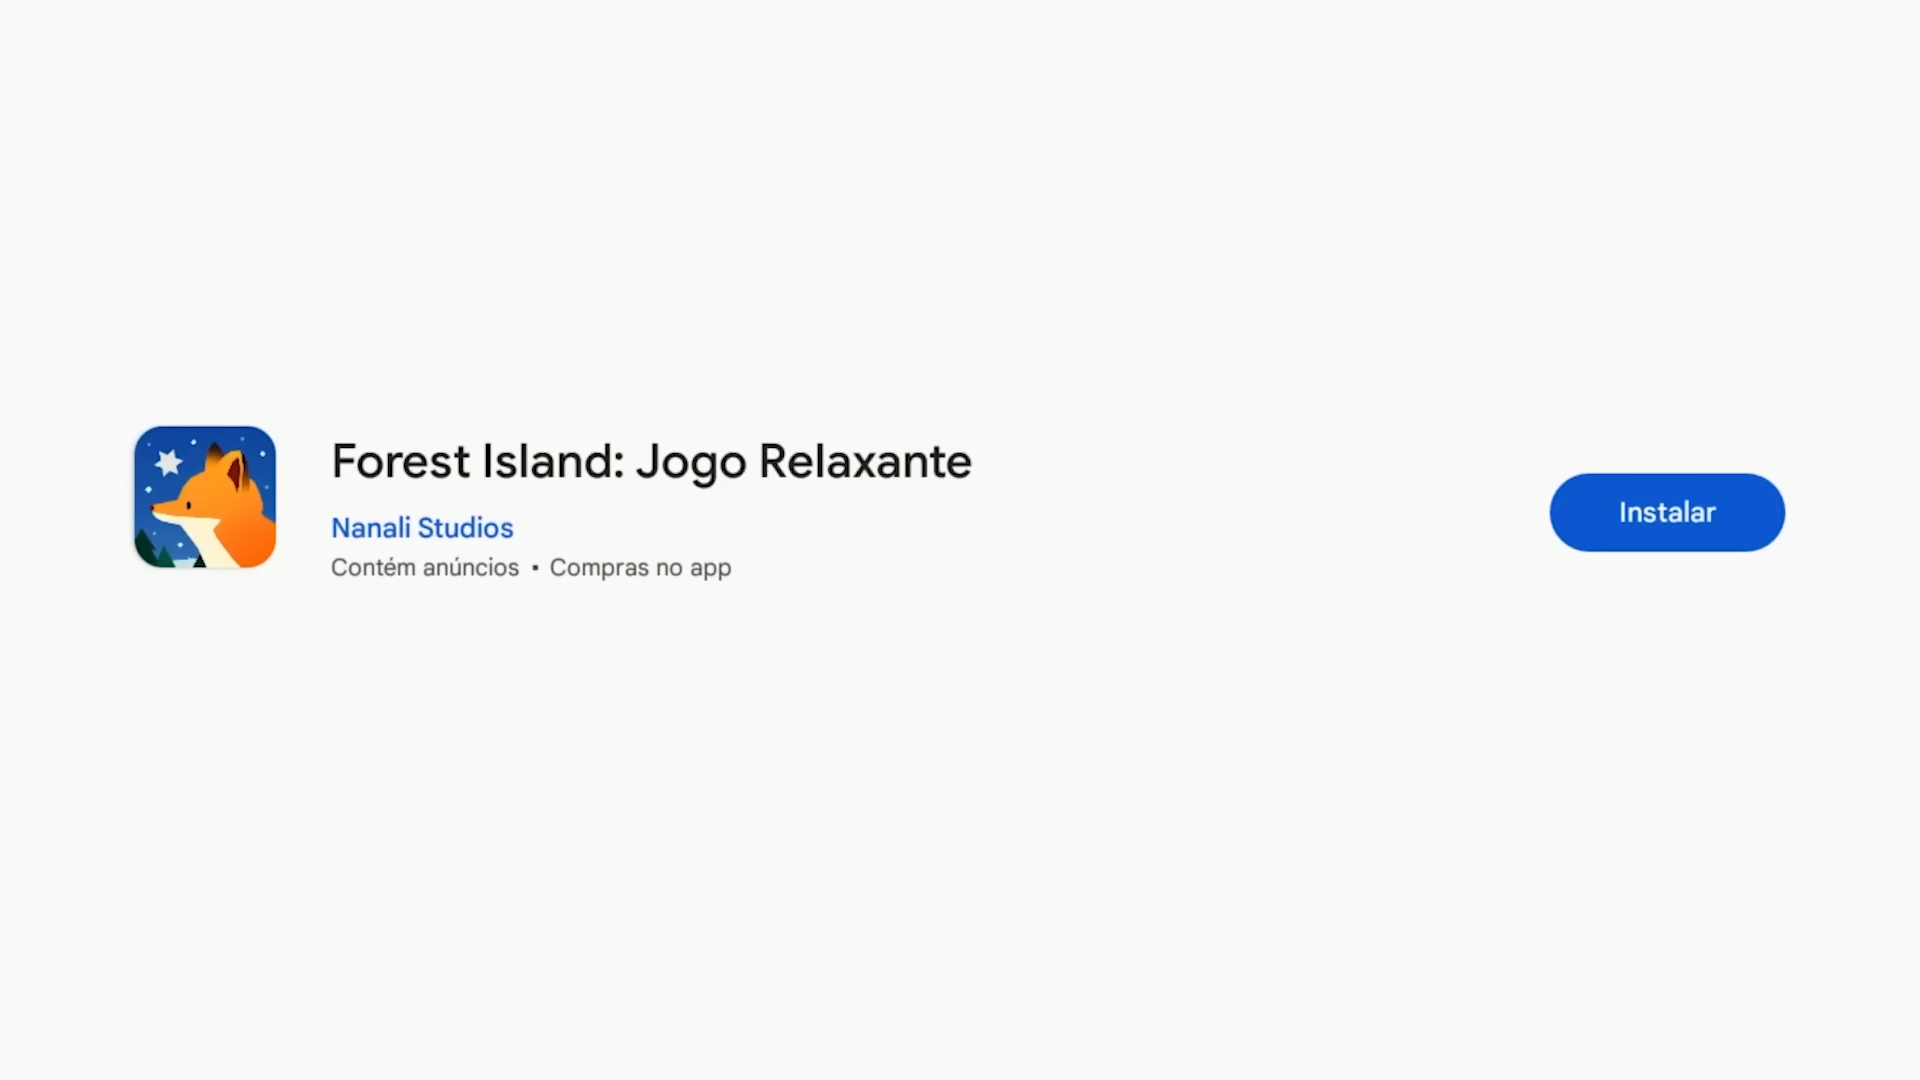 Forest Island: Jogo Relaxante
Nanali Studios
Contém anúncios • Compras no app
Instalar